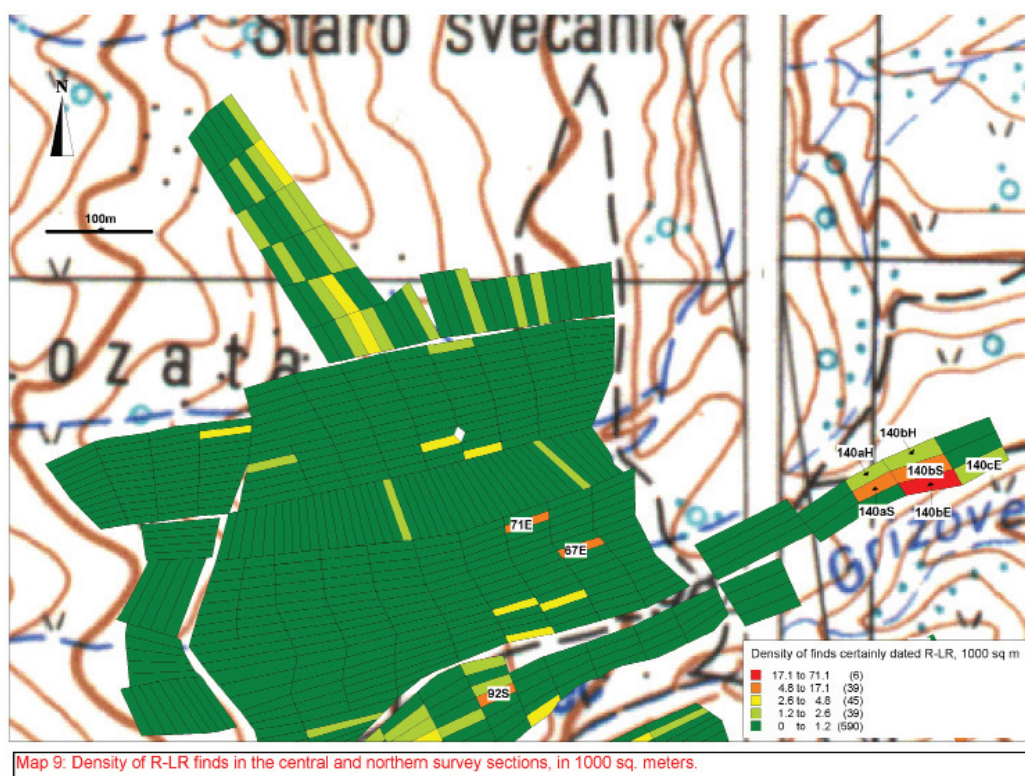 Staro svećani
N
100m
ozata
140bH
140aH
140bS
140cE
140aS
140bE
71E
67E
Grizove
92S
Density of finds certainly dated R-LR, 1000 sq m
17.1 to 71.1 (6)
4.8 to 17.1 (39)
2.6 to 4.8 (45)
1.2 to 2.6 (39)
0 to 1.2 (590)
Map 9: Density of R-LR finds in the central and northern survey sections, in 1000 sq. meters.